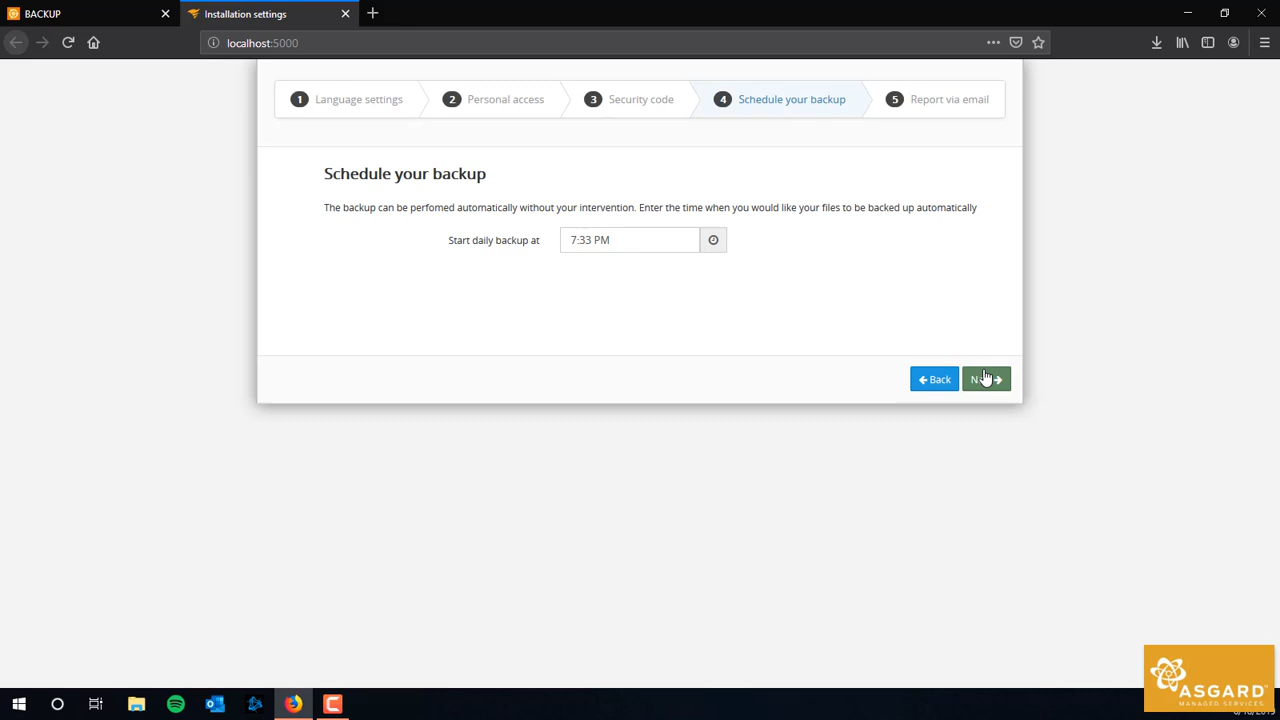 BACKUP
Installation settings
localhost:5000
1 Language settings
2 Personal access
3 Security code
4 Schedule your backup
5 Report via email
Schedule your backup
The backup can be perfomed automatically without your intervention. Enter the time when you would like your files to be backed up automatically
Start daily backup at
7:33 PM
Back
ASGARD
MANAGED SERVICES